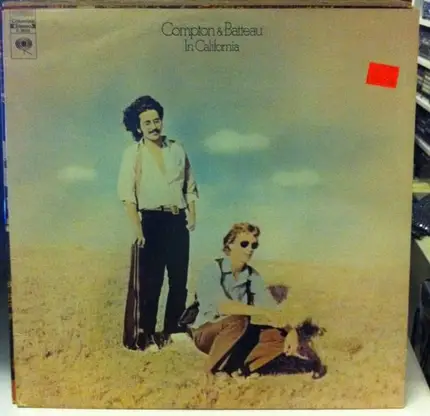 Compton & Batteau
In California